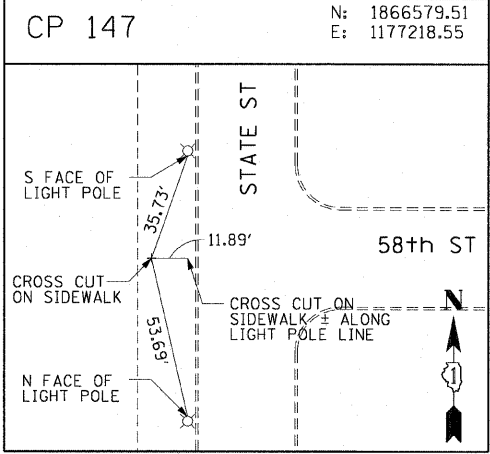 CP 147
N: 1866579.51
E: 1177218.55
STATE ST
S FACE OF
LIGHT POLE
35.73'
11.89'
58th ST
CROSS CUT
ON SIDEWALK
CROSS CUT ON
SIDEWALK ± ALONG
LIGHT POLE LINE
53.69'
N FACE OF
LIGHT POLE
N
1